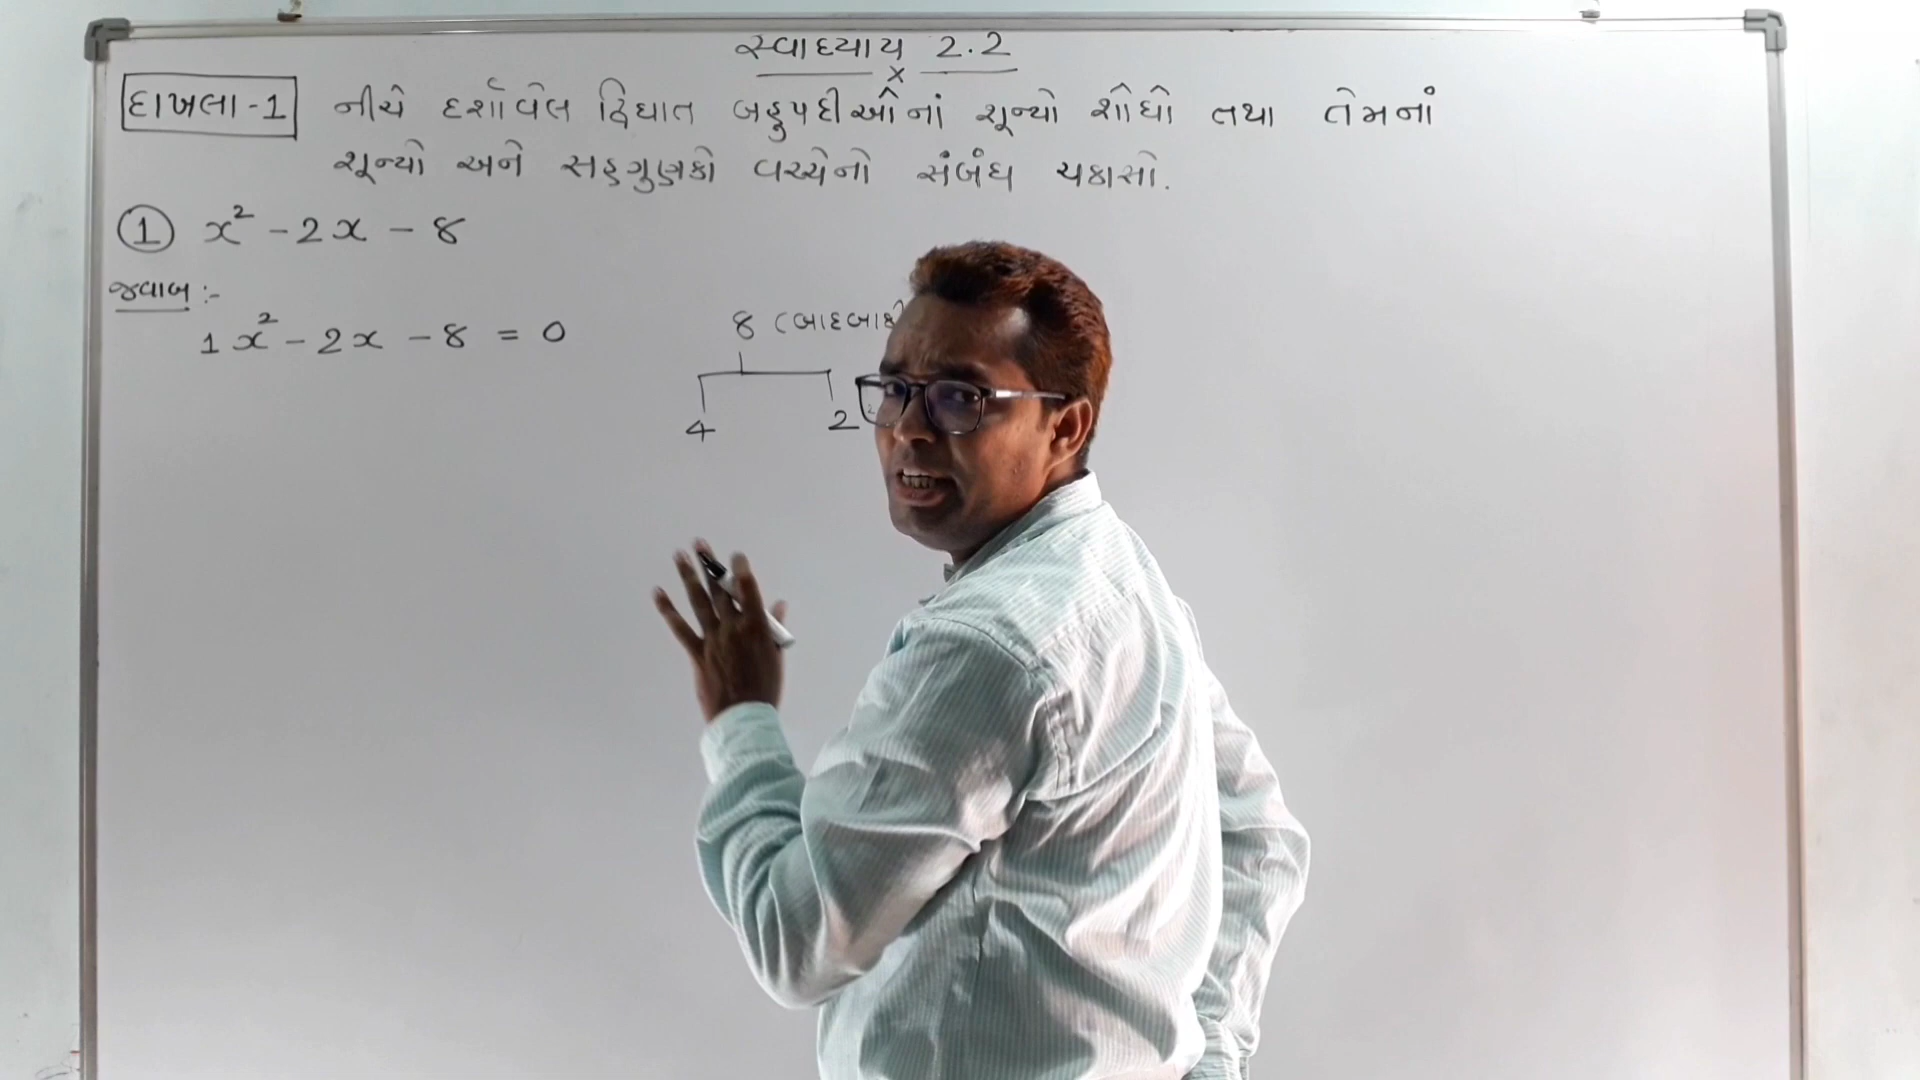 સ્વાધ્યાય 2.2
x
દાખલા-1 નીચે દર્શાવેલ દ્વિઘાત બહુપદીઓનાં શૂન્યો શોધો તથા તેમનાં
શૂન્યો અને સહગુણકો વચ્ચેનો સંબંધ ચકાસો.
① x² - 2x - 8
જવાબ :-
1x² - 2x - 8 = 0
8 (બાદબાકી
4 2